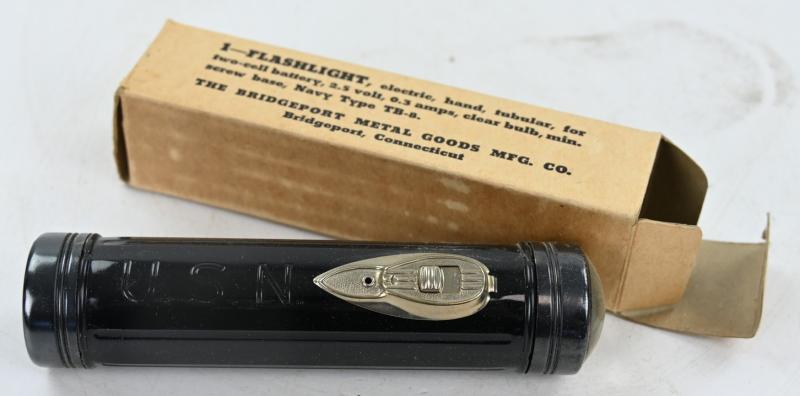 1—FLASHLIGHT, electric, hand, tubular, for
two-cell battery, 2.5 volt, 0.3 amps, clear bulb, min.
screw base, Navy Type TB-8.
THE BRIDGEPORT METAL GOODS MFG. CO.
Bridgeport, Connecticut
U.S.N.